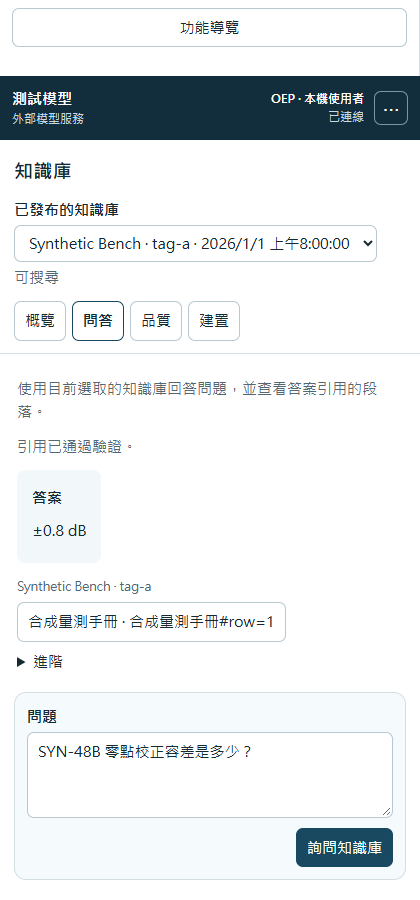 功能導覽
測試模型
外部模型服務
OEP · 本機使用者
已連線
...
知識庫
已發布的知識庫
Synthetic Bench · tag-a · 2026/1/1 上午8:00:00
可搜尋
概覽
問答
品質
建置
使用目前選取的知識庫回答問題，並查看答案引用的段
落。
引用已通過驗證。
答案
±0.8 dB
Synthetic Bench · tag-a
合成量測手冊 · 合成量測手冊#row=1
▶ 進階
問題
SYN-48B 零點校正容差是多少？
詢問知識庫